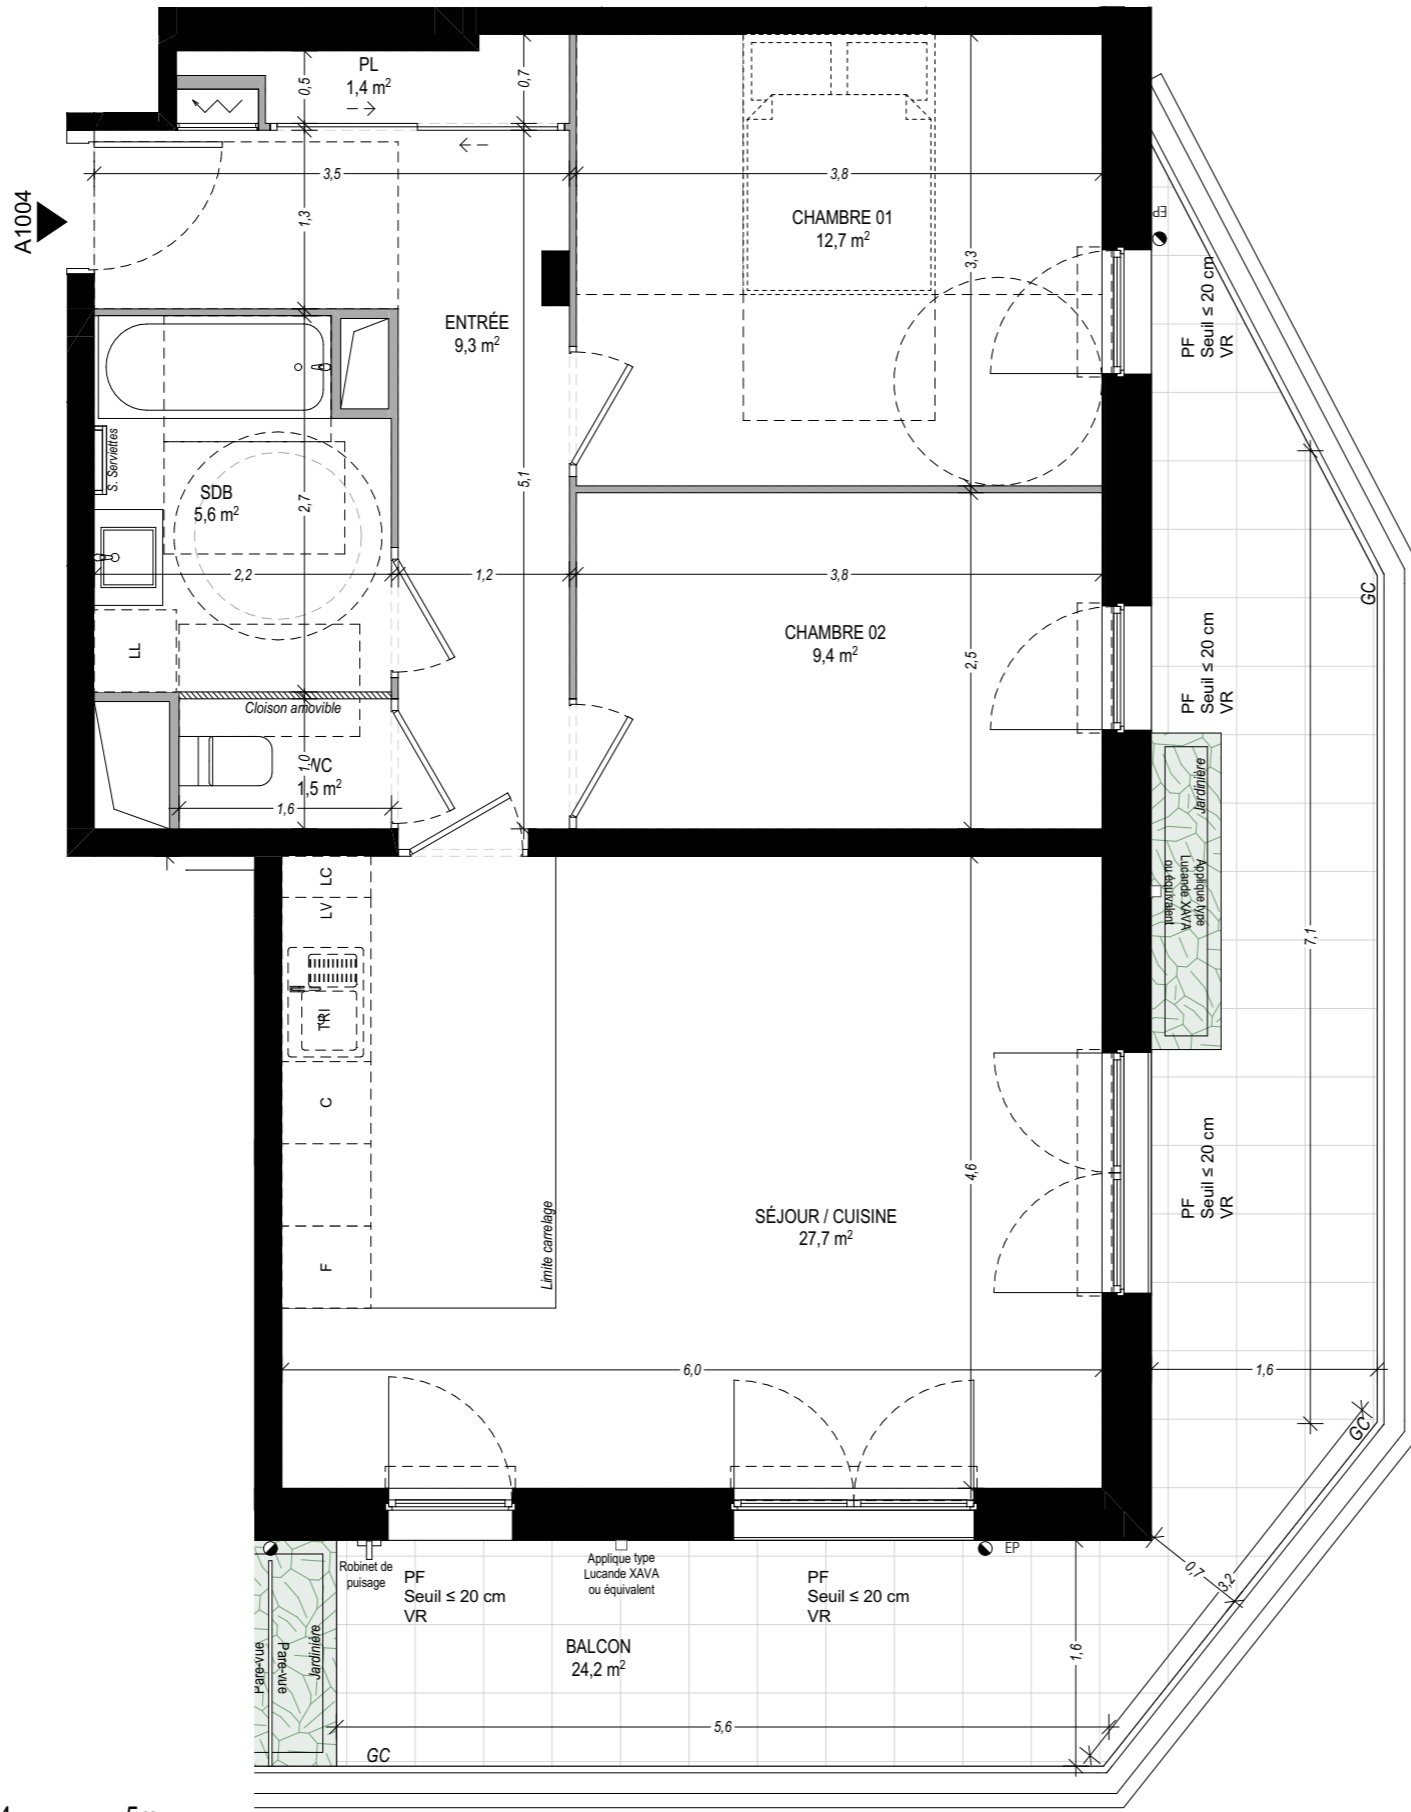 PL
1,4 m²
0,5
0,7
A1004
3,5
3,8
1,3
CHAMBRE 01
12,7 m²
3,3
EP
PF
Seuil ≤ 20 cm
VR
ENTRÉE
9,3 m²
S. Serviettes
SDB
5,6 m²
2,7
5,1
2,2
1,2
3,8
GC
LL
CHAMBRE 02
9,4 m²
2,5
PF
Seuil ≤ 20 cm
VR
Cloison amovible
WC
1,5 m²
1,0
1,6
Jardinière
Applique type
Lucande XAVA
ou équivalent
LC
LV
TRI
C
F
7,1
Limite carrelage
4,6
SÉJOUR / CUISINE
27,7 m²
PF
Seuil ≤ 20 cm
VR
6,0
1,6
GC
Robinet de
puisage
Applique type
Lucande XAVA
ou équivalent
EP
PF
Seuil ≤ 20 cm
VR
PF
Seuil ≤ 20 cm
VR
0,7
3,2
Pare-vue
Pare-vue
Jardinière
BALCON
24,2 m²
1,6
5,6
GC